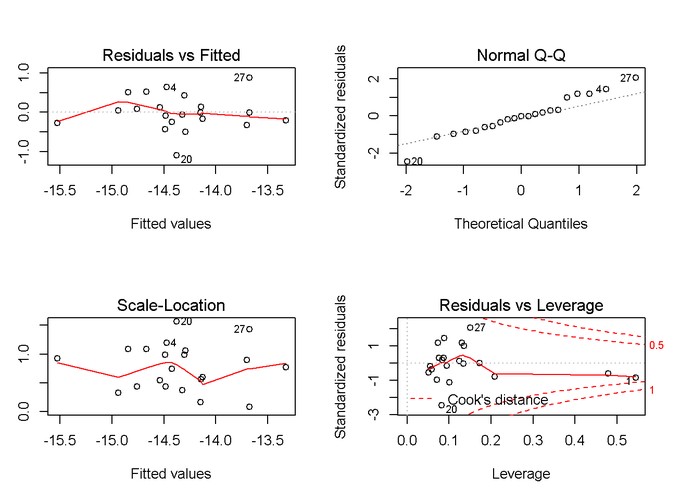 Residuals vs Fitted
1.0
0.0
-1.0
27
4
20
-15.5 -15.0 -14.5 -14.0 -13.5
Fitted values
Normal Q-Q
Standardized residuals
2
0
-2
27
4
20
-2 -1 0 1 2
Theoretical Quantiles
Scale-Location
1.0
0.0
20
27
4
-15.5 -15.0 -14.5 -14.0 -13.5
Fitted values
Residuals vs Leverage
Standardized residuals
1
-1
-3
27
0.5
1
1
Cook's distance
20
0.0 0.1 0.2 0.3 0.4 0.5
Leverage